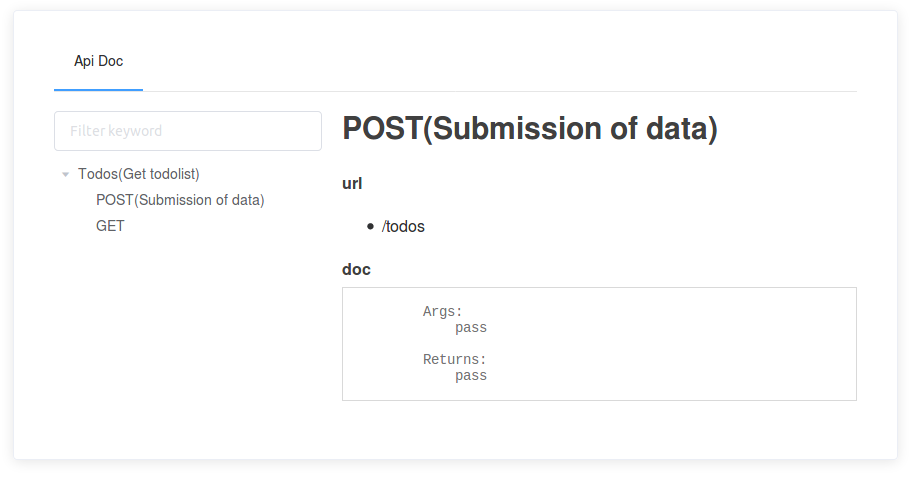 Api Doc
Filter keyword
Todos(Get todolist)
POST(Submission of data)
GET
POST(Submission of data)
url
• /todos
doc
Args:
pass
Returns:
pass